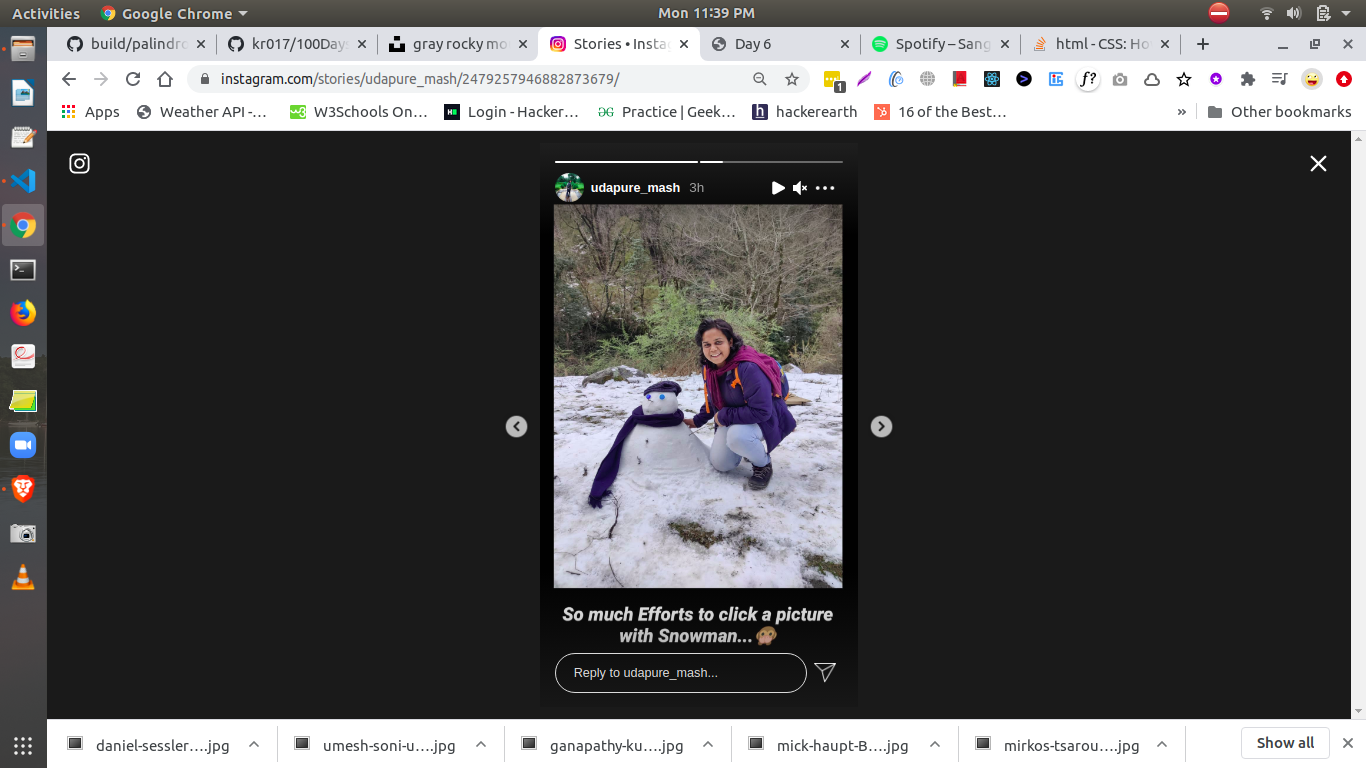 Activities
Google Chrome
Mon 11:39 PM
build/palindro
kr017/100Days
gray rocky mo
Stories • Insta
Day 6
Spotify – Sang
html - CSS: Ho
instagram.com/stories/udapure_mash/2479257946882873679/
1
f?
Apps
Weather API -...
W3Schools On...
Login - Hacker...
Practice | Geek...
hackerearth
16 of the Best...
»
Other bookmarks
udapure_mash 3h
So much Efforts to click a picture
with Snowman...🙊
Reply to udapure_mash...
daniel-sessler....jpg
umesh-soni-u....jpg
ganapathy-ku....jpg
mick-haupt-B....jpg
mirkos-tsarou....jpg
Show all